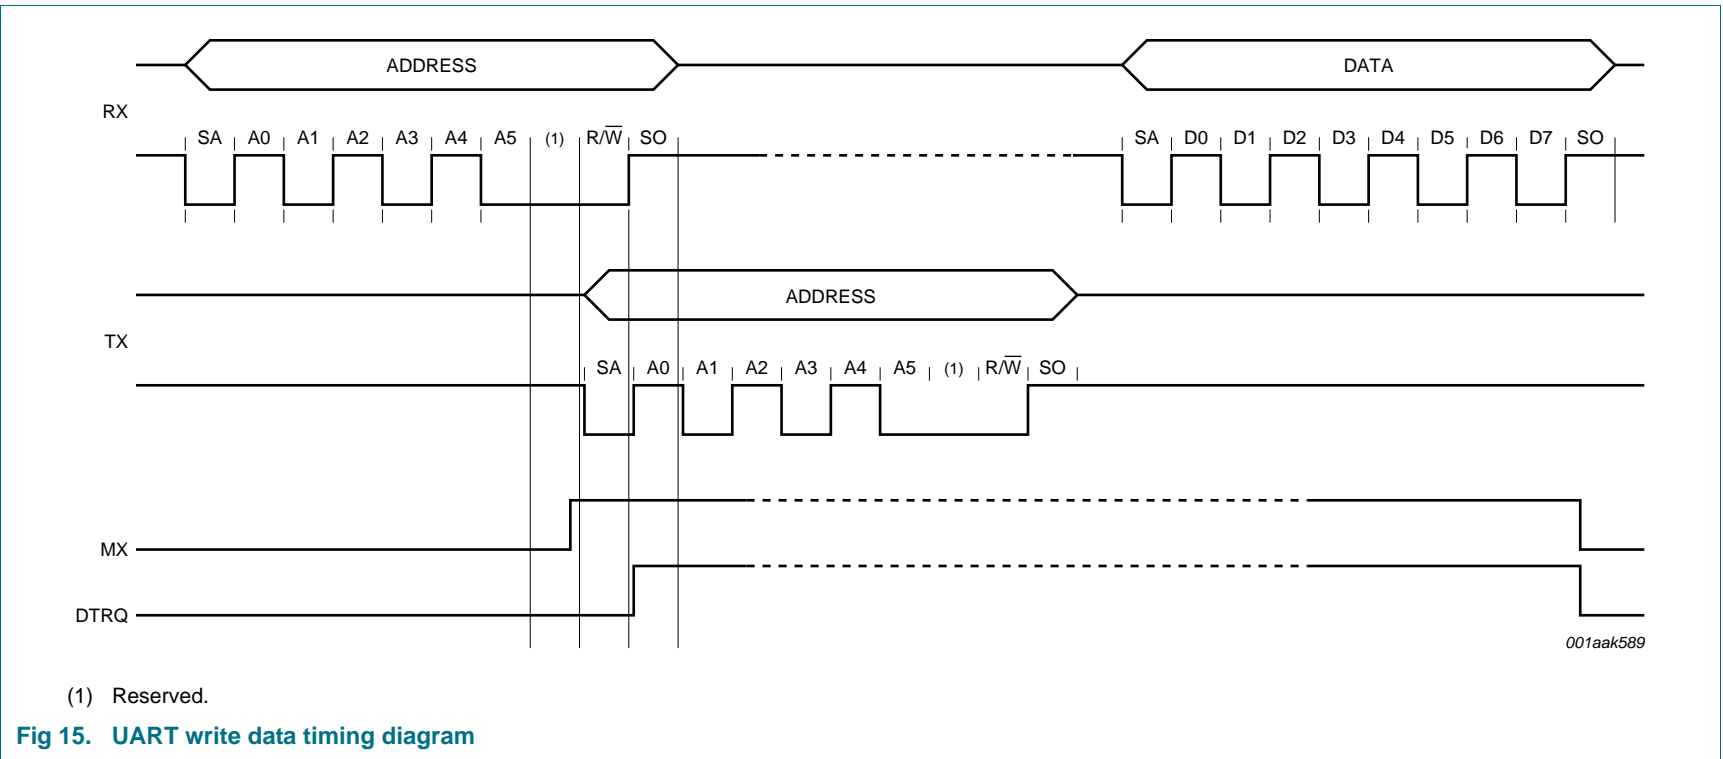 ADDRESS DATA
RX
SA A0 A1 A2 A3 A4 A5 (1) R/W̅ SO SA D0 D1 D2 D3 D4 D5 D6 D7 SO
ADDRESS
TX
SA A0 A1 A2 A3 A4 A5 (1) R/W̅ SO
MX
DTRQ
001aak589
(1) Reserved.
Fig 15. UART write data timing diagram